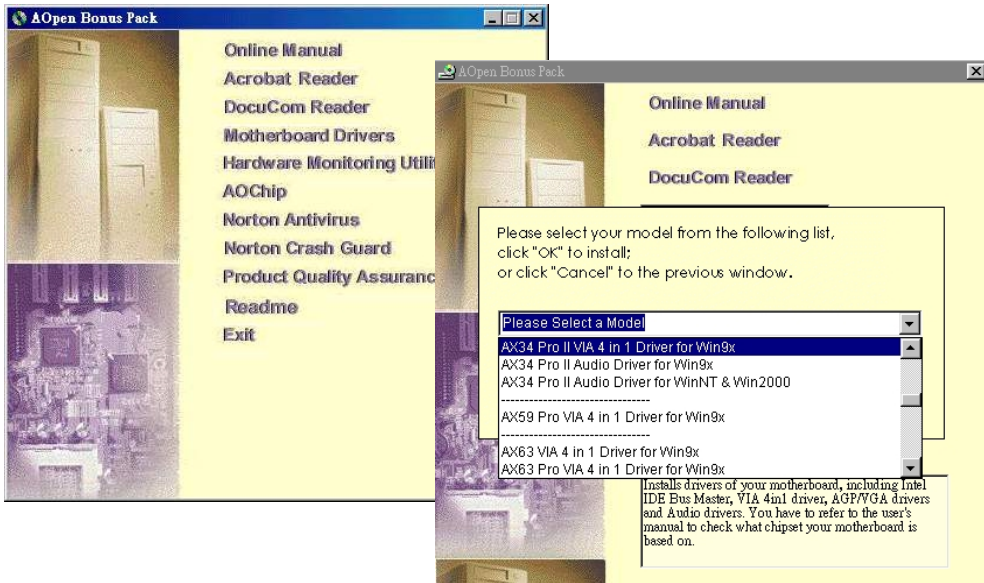 AOpen Bonus Pack
Online Manual
Acrobat Reader
DocuCom Reader
Motherboard Drivers
Hardware Monitoring Utili
AOChip
Norton Antivirus
Norton Crash Guard
Product Quality Assuranc
Readme
Exit
AOpen Bonus Pack
Online Manual
Acrobat Reader
DocuCom Reader
Please select your model from the following list,
click "OK" to install;
or click "Cancel" to the previous window.
Please Select a Model
AX34 Pro II VIA 4 in 1 Driver for Win9x
AX34 Pro II Audio Driver for Win9x
AX34 Pro II Audio Driver for WinNT & Win2000
--------------------------------
AX59 Pro VIA 4 in 1 Driver for Win9x
--------------------------------
AX63 VIA 4 in 1 Driver for Win9x
AX63 Pro VIA 4 in 1 Driver for Win9x
Installs drivers of your motherboard, including Intel
IDE Bus Master, VIA 4in1 driver, AGP/VGA drivers
and Audio drivers. You have to refer to the user's
manual to check what chipset your motherboard is
based on.